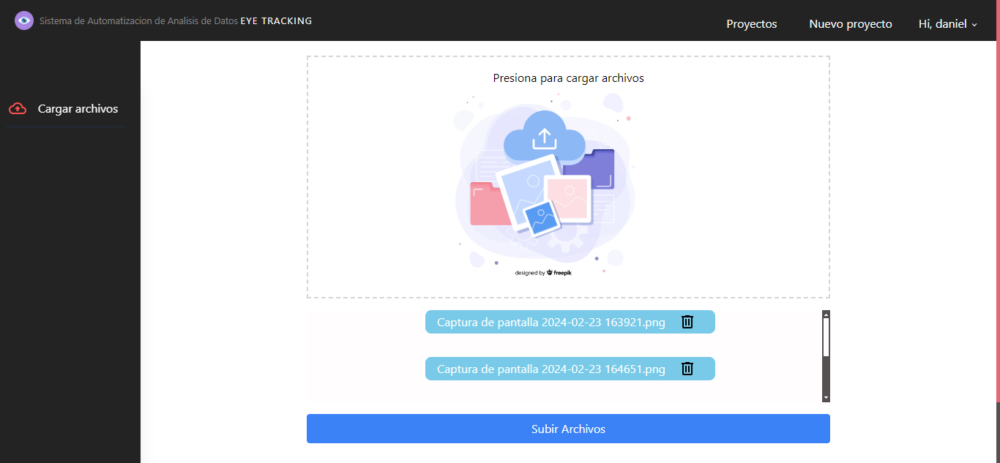 Sistema de Automatizacion de Analisis de Datos EYE TRACKING
Proyectos
Nuevo proyecto
Hi, daniel
Cargar archivos
Presiona para cargar archivos
designed by freepik
Captura de pantalla 2024-02-23 163921.png
Captura de pantalla 2024-02-23 164651.png
Subir Archivos